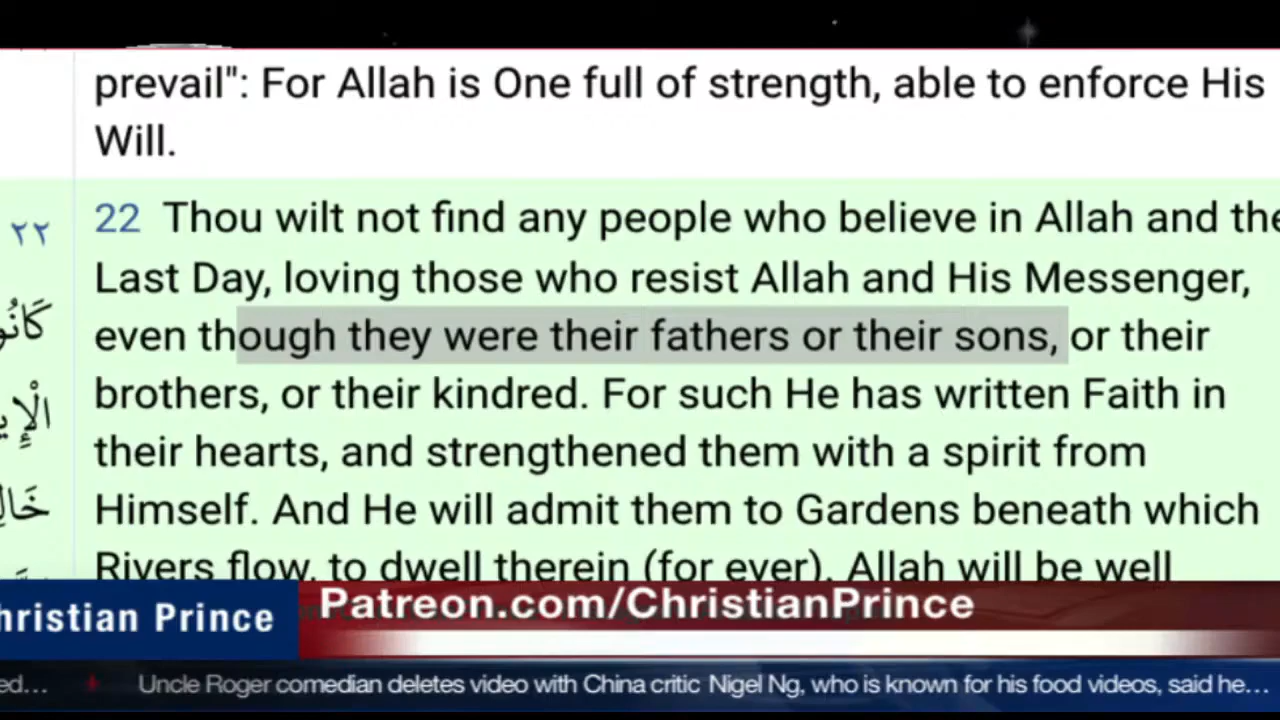 prevail": For Allah is One full of strength, able to enforce His
Will.
٢٢
22 Thou wilt not find any people who believe in Allah and the
Last Day, loving those who resist Allah and His Messenger,
even though they were their fathers or their sons, or their
كَانُو
brothers, or their kindred. For such He has written Faith in
their hearts, and strengthened them with a spirit from
الْإِي
Himself. And He will admit them to Gardens beneath which
خَالِ
Rivers flow, to dwell therein (for ever). Allah will be well
hristian Prince
Patreon.com/ChristianPrince
ed... Uncle Roger comedian deletes video with China critic Nigel Ng, who is known for his food videos, said he...